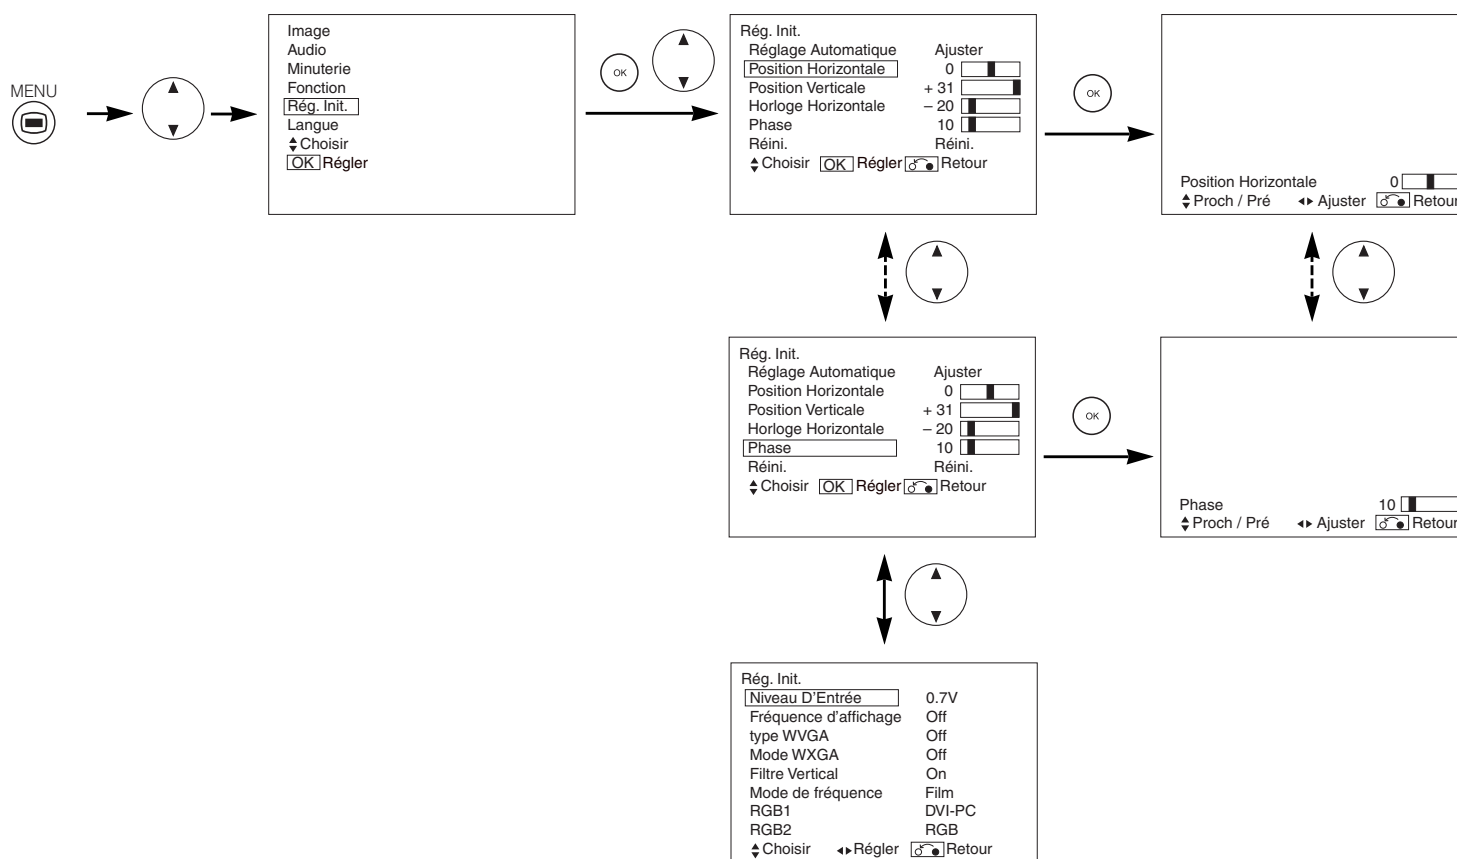 MENU
Image
Audio
Minuterie
Fonction
Rég. Init.
Langue
Choisir
OK Régler
OK
Rég. Init.
Réglage Automatique Ajuster
Position Horizontale 0
Position Verticale + 31
Horloge Horizontale – 20
Phase 10
Réini. Réini.
Choisir OK Régler Retour
OK
Position Horizontale 0
Proch / Pré Ajuster Retour
Rég. Init.
Réglage Automatique Ajuster
Position Horizontale 0
Position Verticale + 31
Horloge Horizontale – 20
Phase 10
Réini. Réini.
Choisir OK Régler Retour
OK
Phase 10
Proch / Pré Ajuster Retour
Rég. Init.
Niveau D'Entrée 0.7V
Fréquence d'affichage Off
type WVGA Off
Mode WXGA Off
Filtre Vertical On
Mode de fréquence Film
RGB1 DVI-PC
RGB2 RGB
Choisir Régler Retour